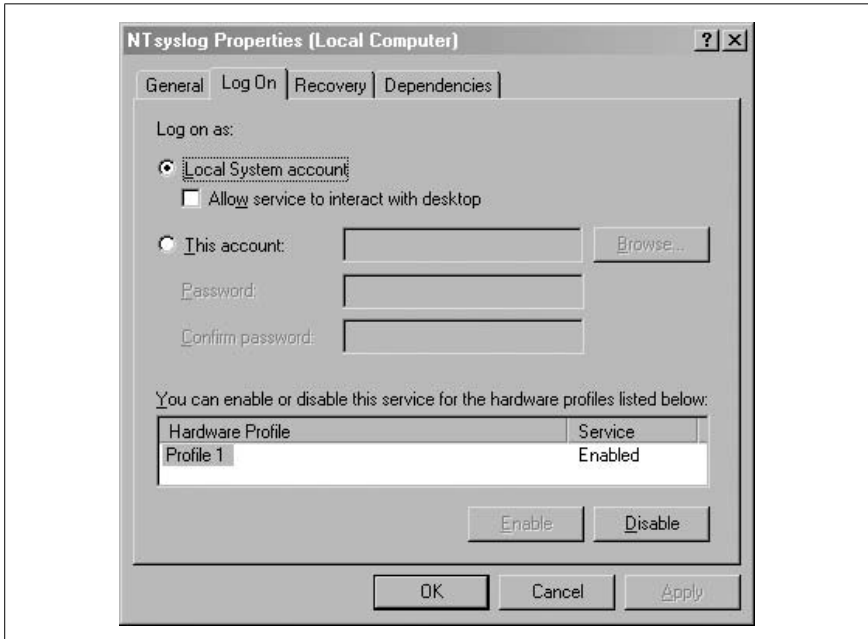 NTsyslog Properties (Local Computer)
General Log On Recovery Dependencies
Log on as:
Local System account
Allow service to interact with desktop
This account:
Browse...
Password:
Confirm password:
You can enable or disable this service for the hardware profiles listed below:
Hardware Profile Service
Profile 1 Enabled
Enable Disable
OK Cancel Apply